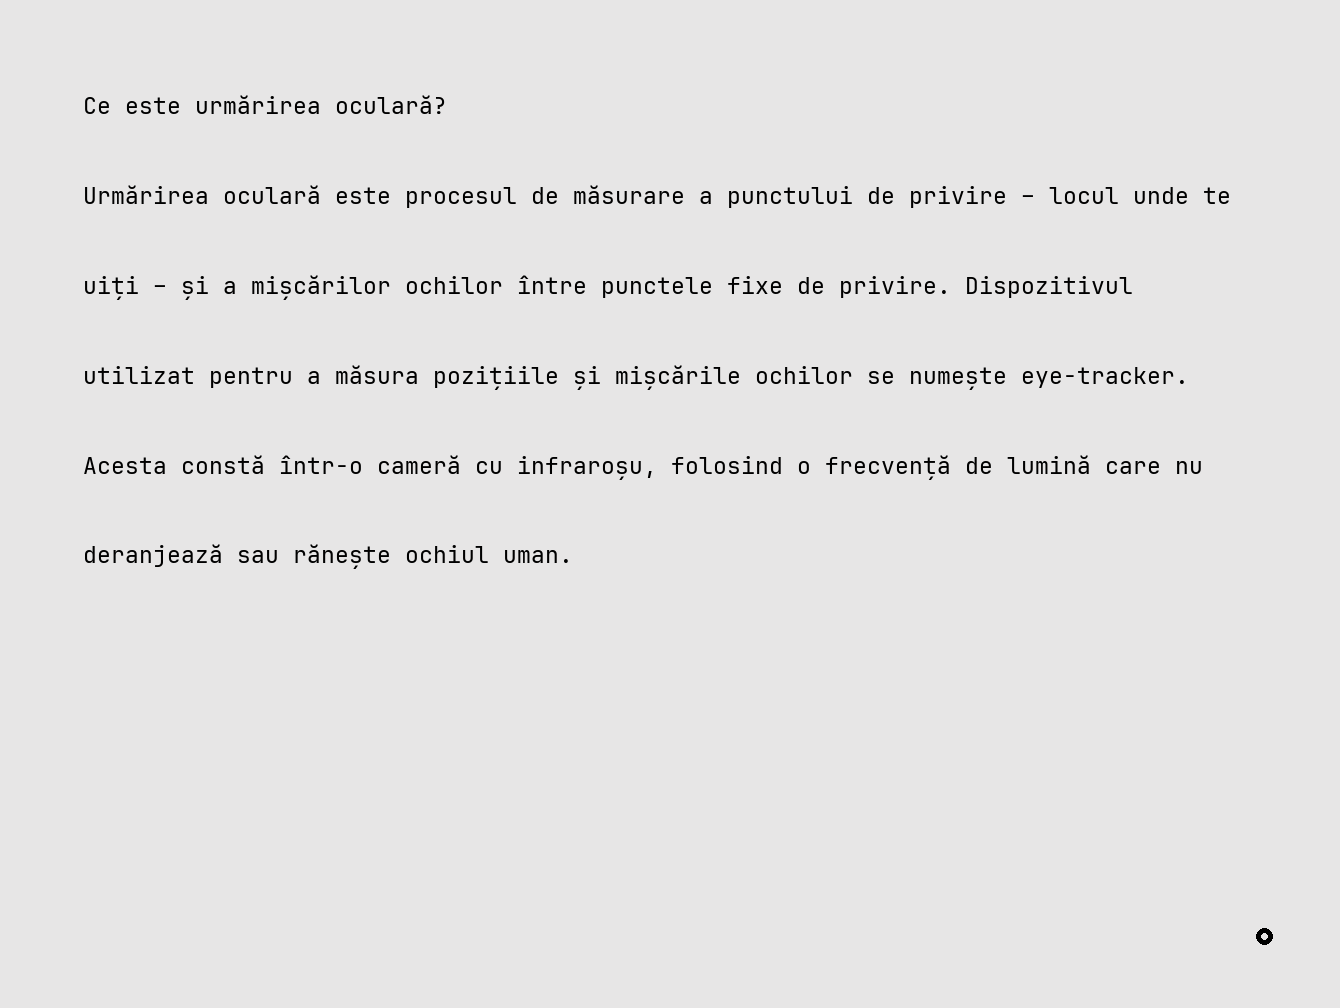 Ce este urmărirea oculară?
Urmărirea oculară este procesul de măsurare a punctului de privire – locul unde te
uiți – și a mișcărilor ochilor între punctele fixe de privire. Dispozitivul
utilizat pentru a măsura pozițiile și mișcările ochilor se numește eye-tracker.
Acesta constă într-o cameră cu infraroșu, folosind o frecvență de lumină care nu
deranjează sau rănește ochiul uman.